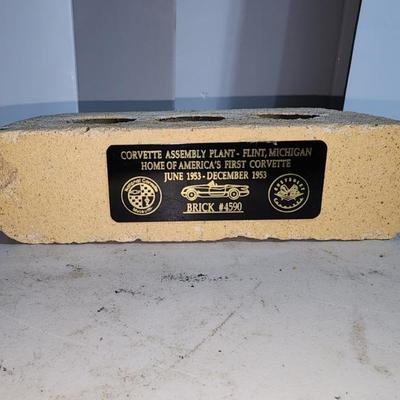 CORVETTE ASSEMBLY PLANT - FLINT, MICHIGAN
HOME OF AMERICA'S FIRST CORVETTE
JUNE 1953 - DECEMBER 1953
BRICK #4590